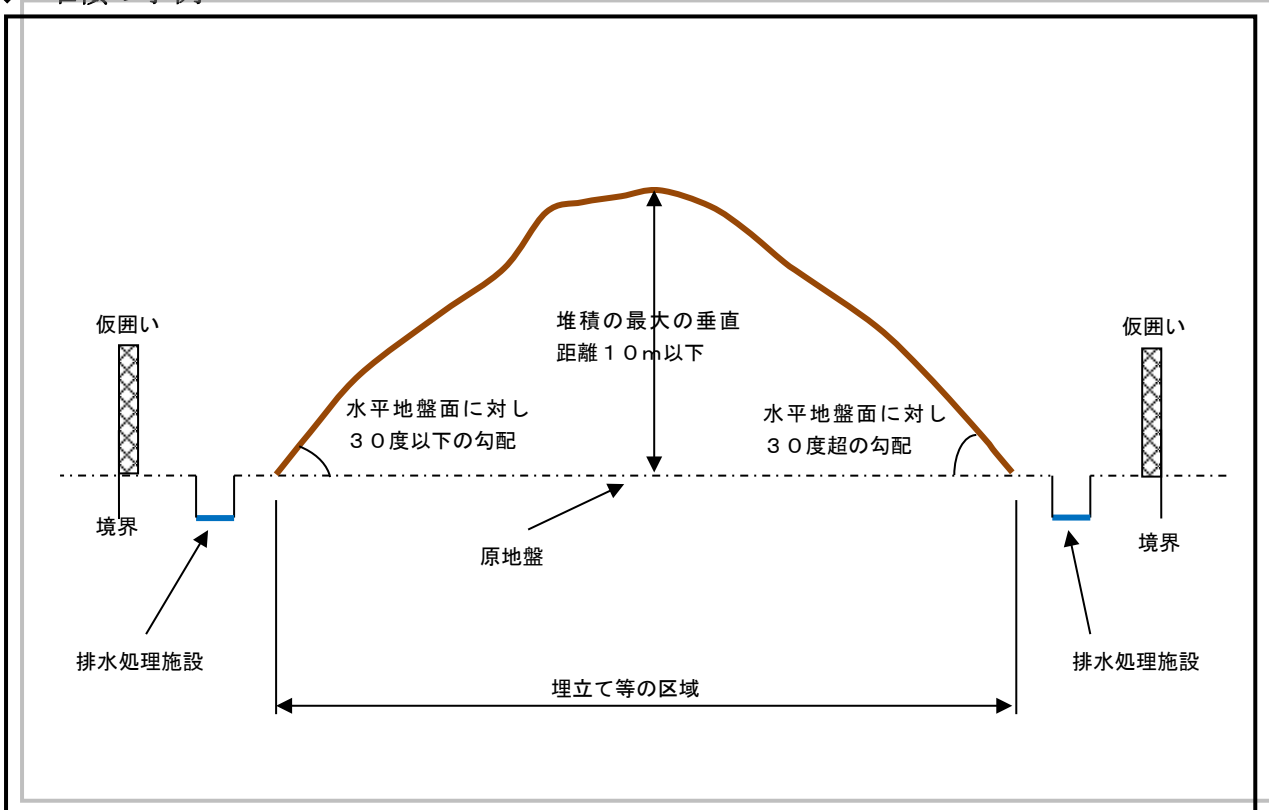 堆積の最大の垂直
距離１０ｍ以下
仮囲い
仮囲い
水平地盤面に対し
３０度以下の勾配
水平地盤面に対し
３０度超の勾配
境界
境界
原地盤
排水処理施設
排水処理施設
埋立て等の区域